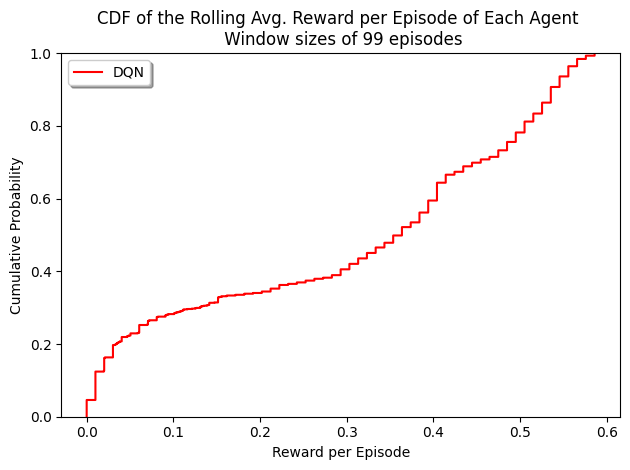 CDF of the Rolling Avg. Reward per Episode of Each Agent
Window sizes of 99 episodes
DQN
1.0
0.8
0.6
0.4
0.2
0.0
Cumulative Probability
0.0 0.1 0.2 0.3 0.4 0.5 0.6
Reward per Episode